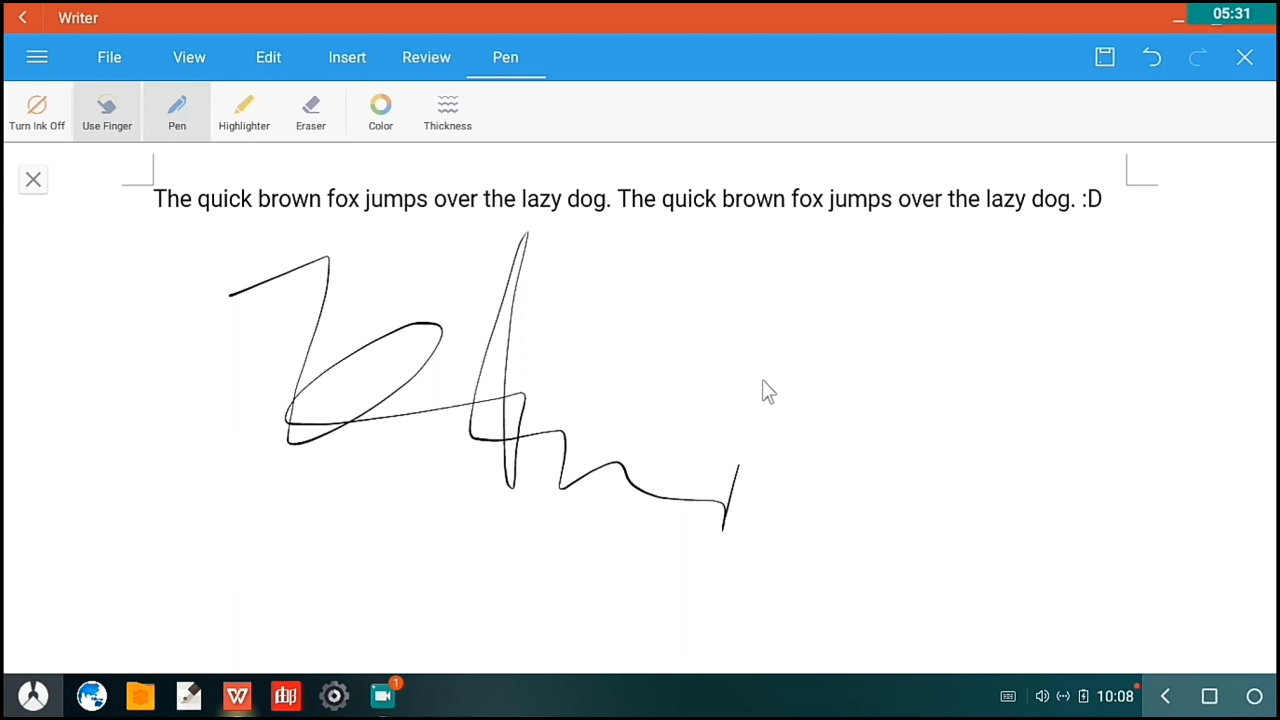 Writer
05:31
File View Edit Insert Review Pen
Turn Ink Off Use Finger Pen Highlighter Eraser Color Thickness
The quick brown fox jumps over the lazy dog. The quick brown fox jumps over the lazy dog. :D
1
10:08